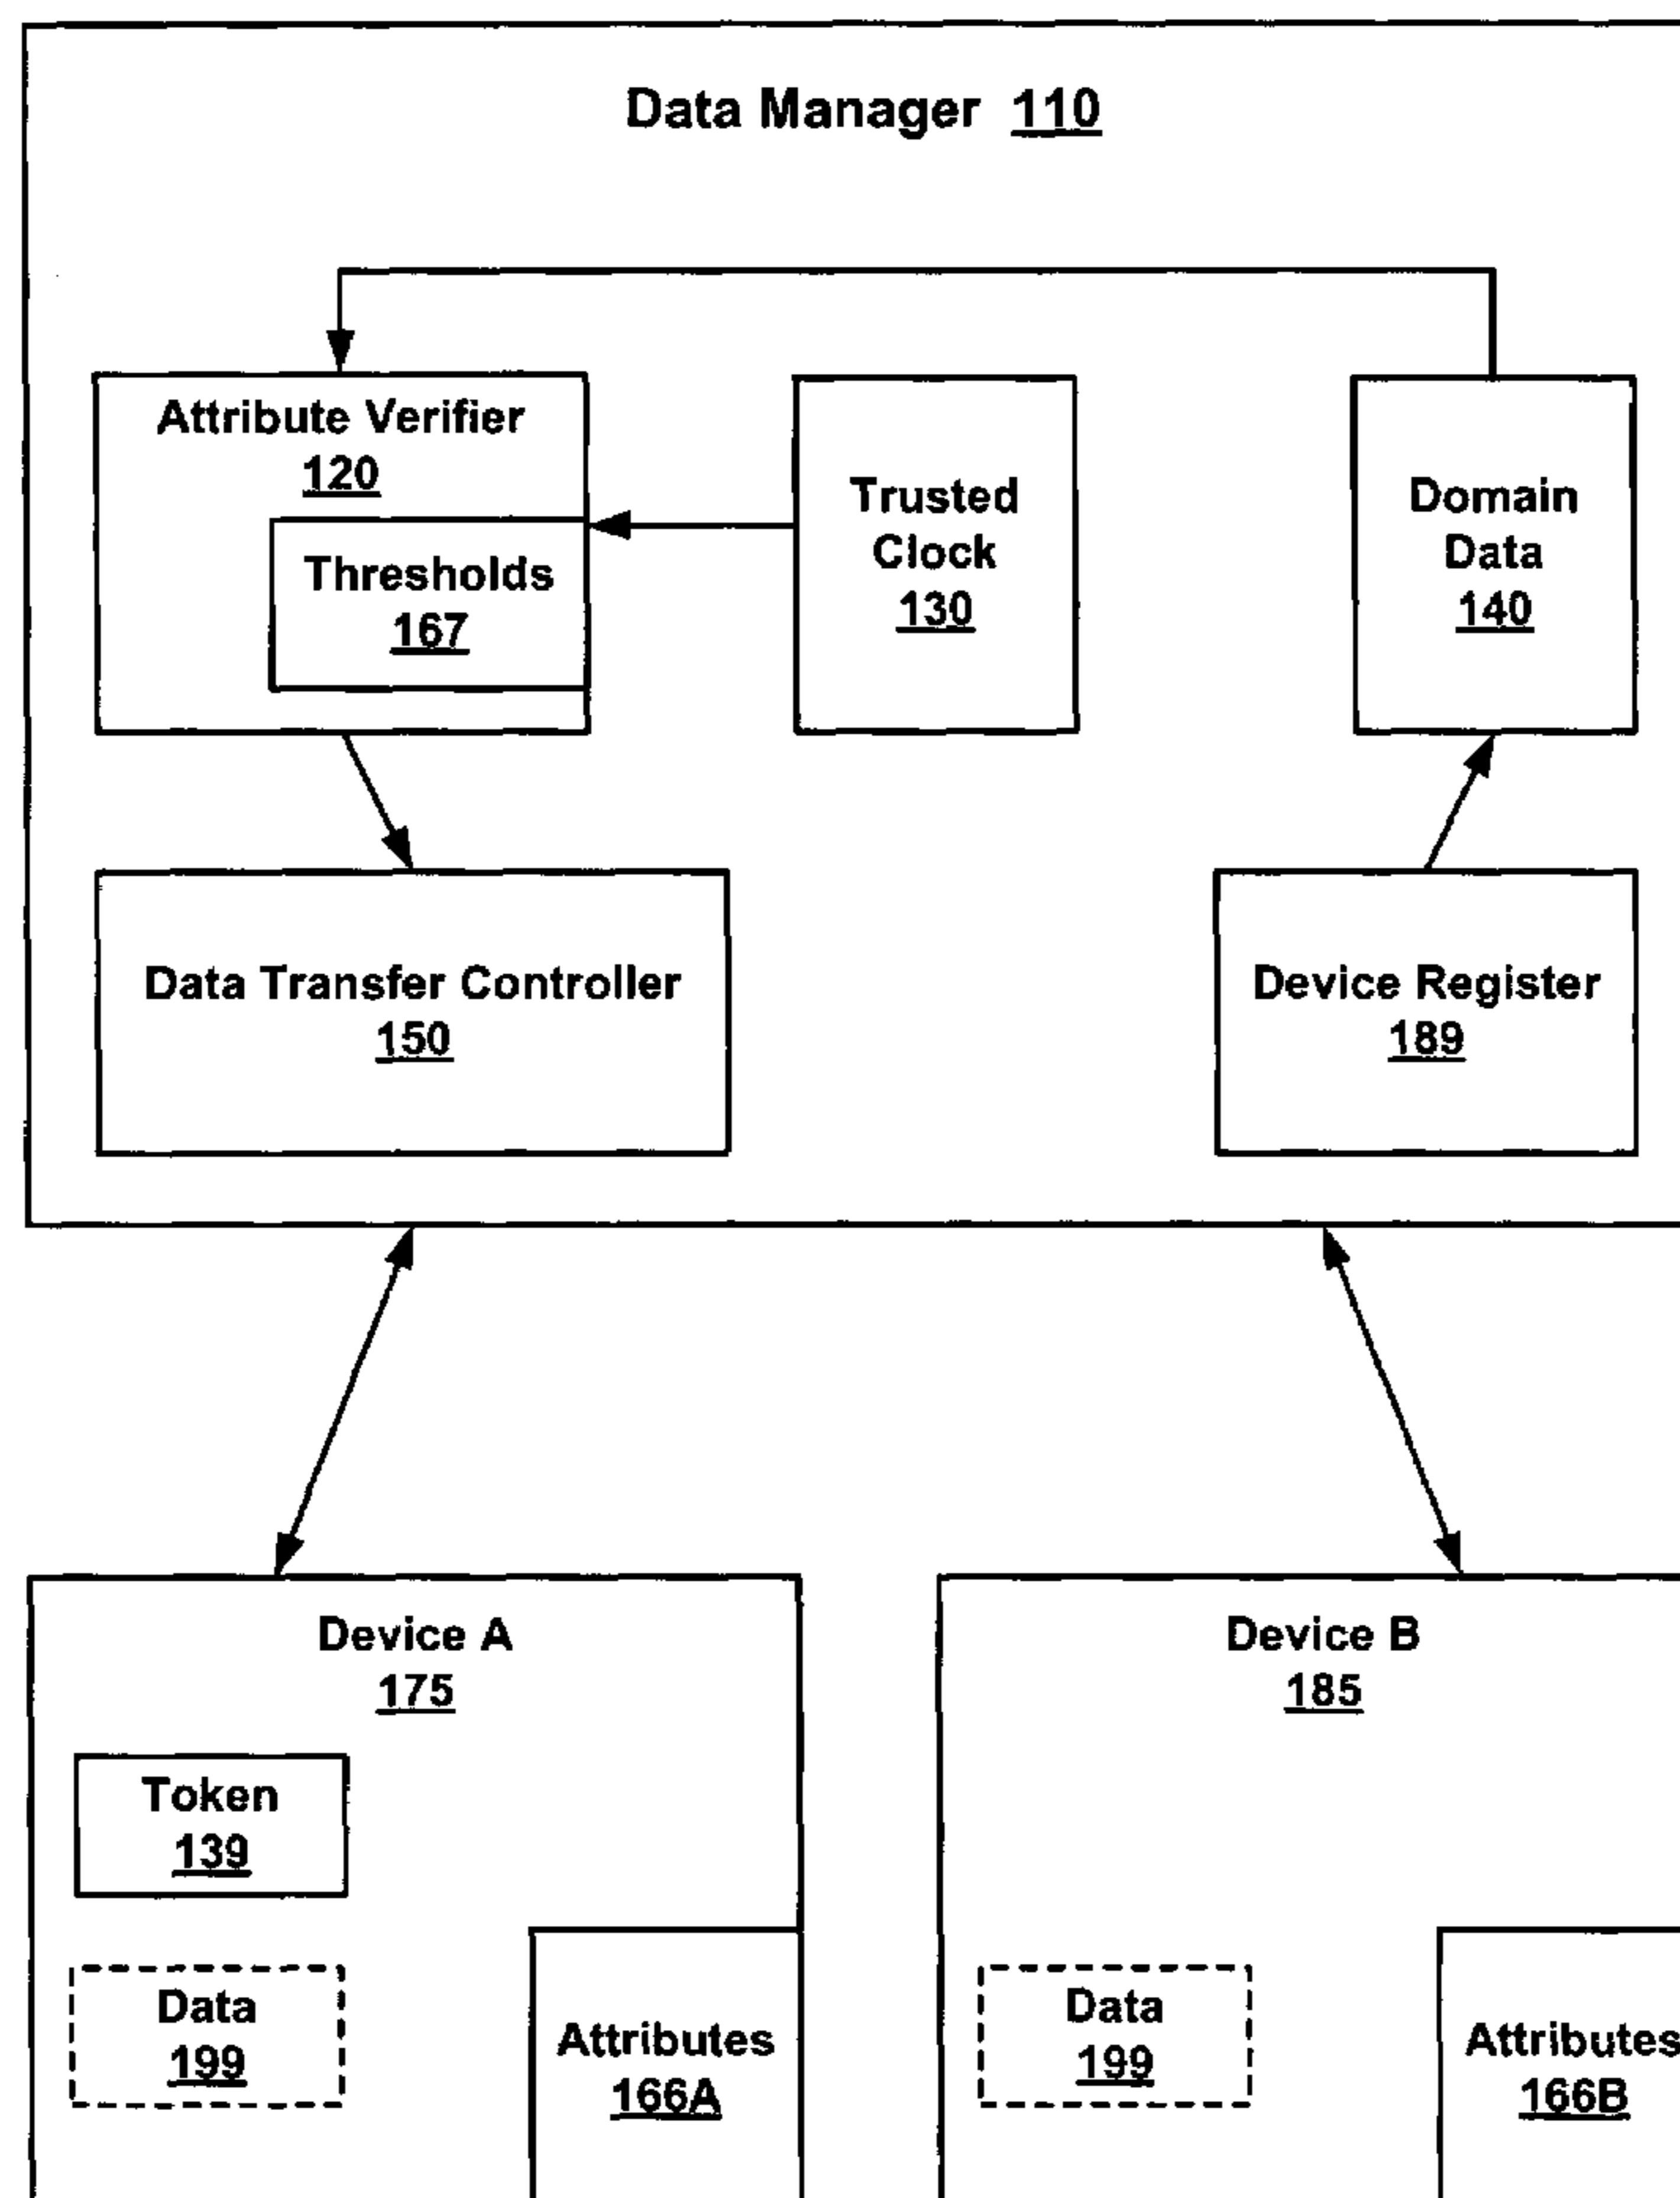 Data Manager 110
Attribute Verifier
120
Thresholds
167
Trusted
Clock
130
Domain
Data
140
Data Transfer Controller
150
Device Register
189
Device A
175
Token
139
Data
199
Attributes
166A
Device B
185
Data
199
Attributes
166B